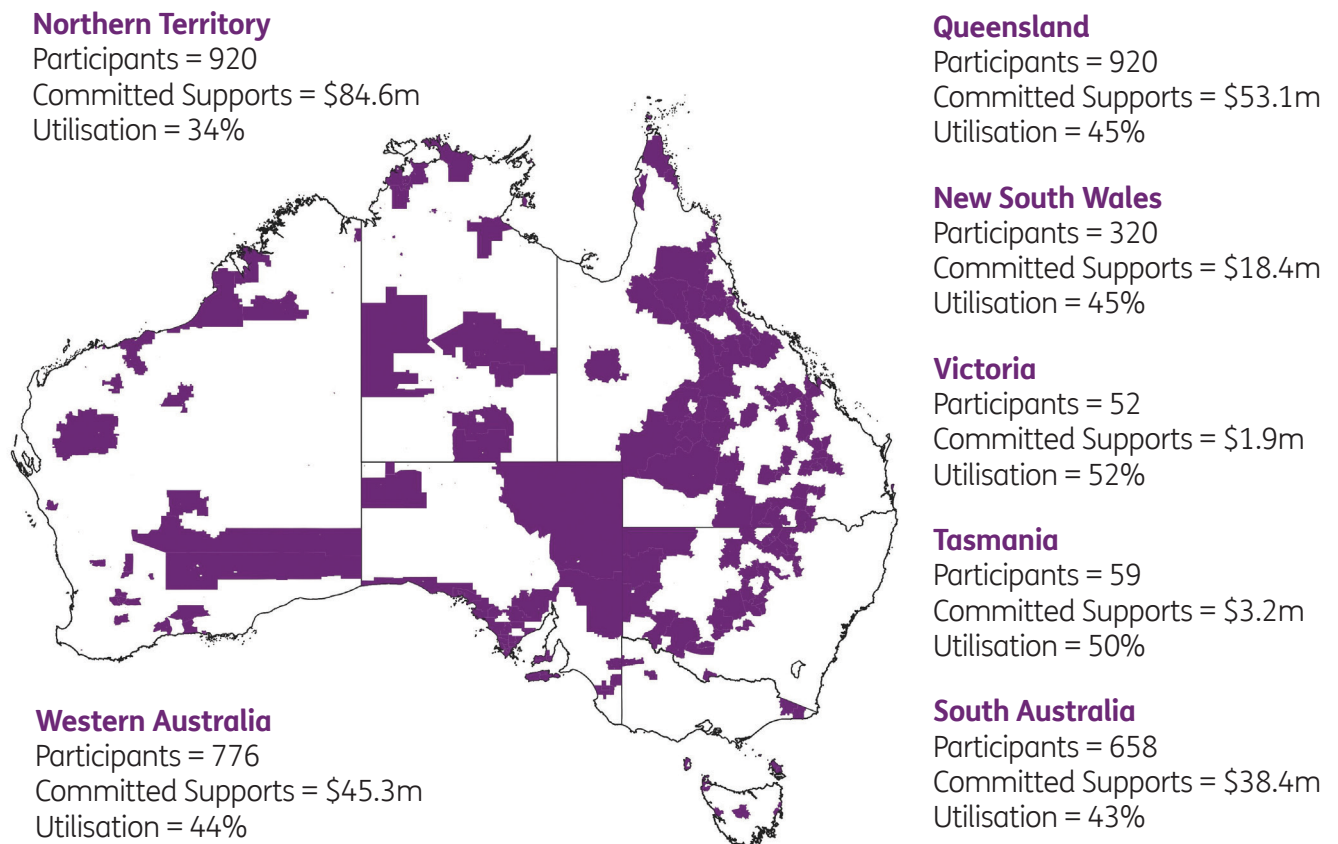 Northern Territory
Participants = 920
Committed Supports = $84.6m
Utilisation = 34%
Queensland
Participants = 920
Committed Supports = $53.1m
Utilisation = 45%
New South Wales
Participants = 320
Committed Supports = $18.4m
Utilisation = 45%
Victoria
Participants = 52
Committed Supports = $1.9m
Utilisation = 52%
Tasmania
Participants = 59
Committed Supports = $3.2m
Utilisation = 50%
Western Australia
Participants = 776
Committed Supports = $45.3m
Utilisation = 44%
South Australia
Participants = 658
Committed Supports = $38.4m
Utilisation = 43%